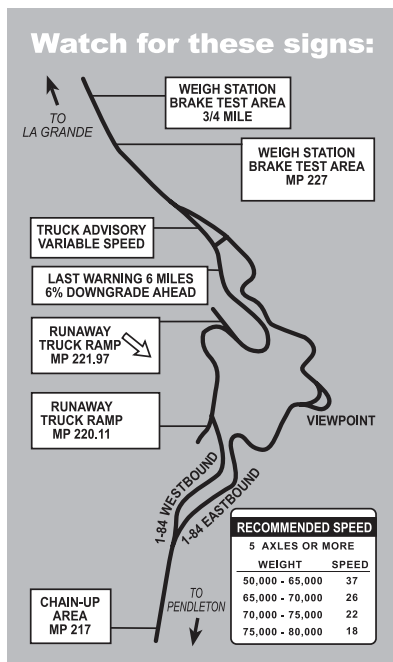 Watch for these signs:
TO
LA GRANDE
WEIGH STATION
BRAKE TEST AREA
3/4 MILE
WEIGH STATION
BRAKE TEST AREA
MP 227
TRUCK ADVISORY
VARIABLE SPEED
LAST WARNING 6 MILES
6% DOWNGRADE AHEAD
RUNAWAY
TRUCK RAMP
MP 221.97
RUNAWAY
TRUCK RAMP
MP 220.11
VIEWPOINT
1-84 WESTBOUND
1-84 EASTBOUND
CHAIN-UP
AREA
MP 217
TO
PENDLETON
RECOMMENDED SPEED
5 AXLES OR MORE
WEIGHT SPEED
50,000 - 65,000 37
65,000 - 70,000 26
70,000 - 75,000 22
75,000 - 80,000 18